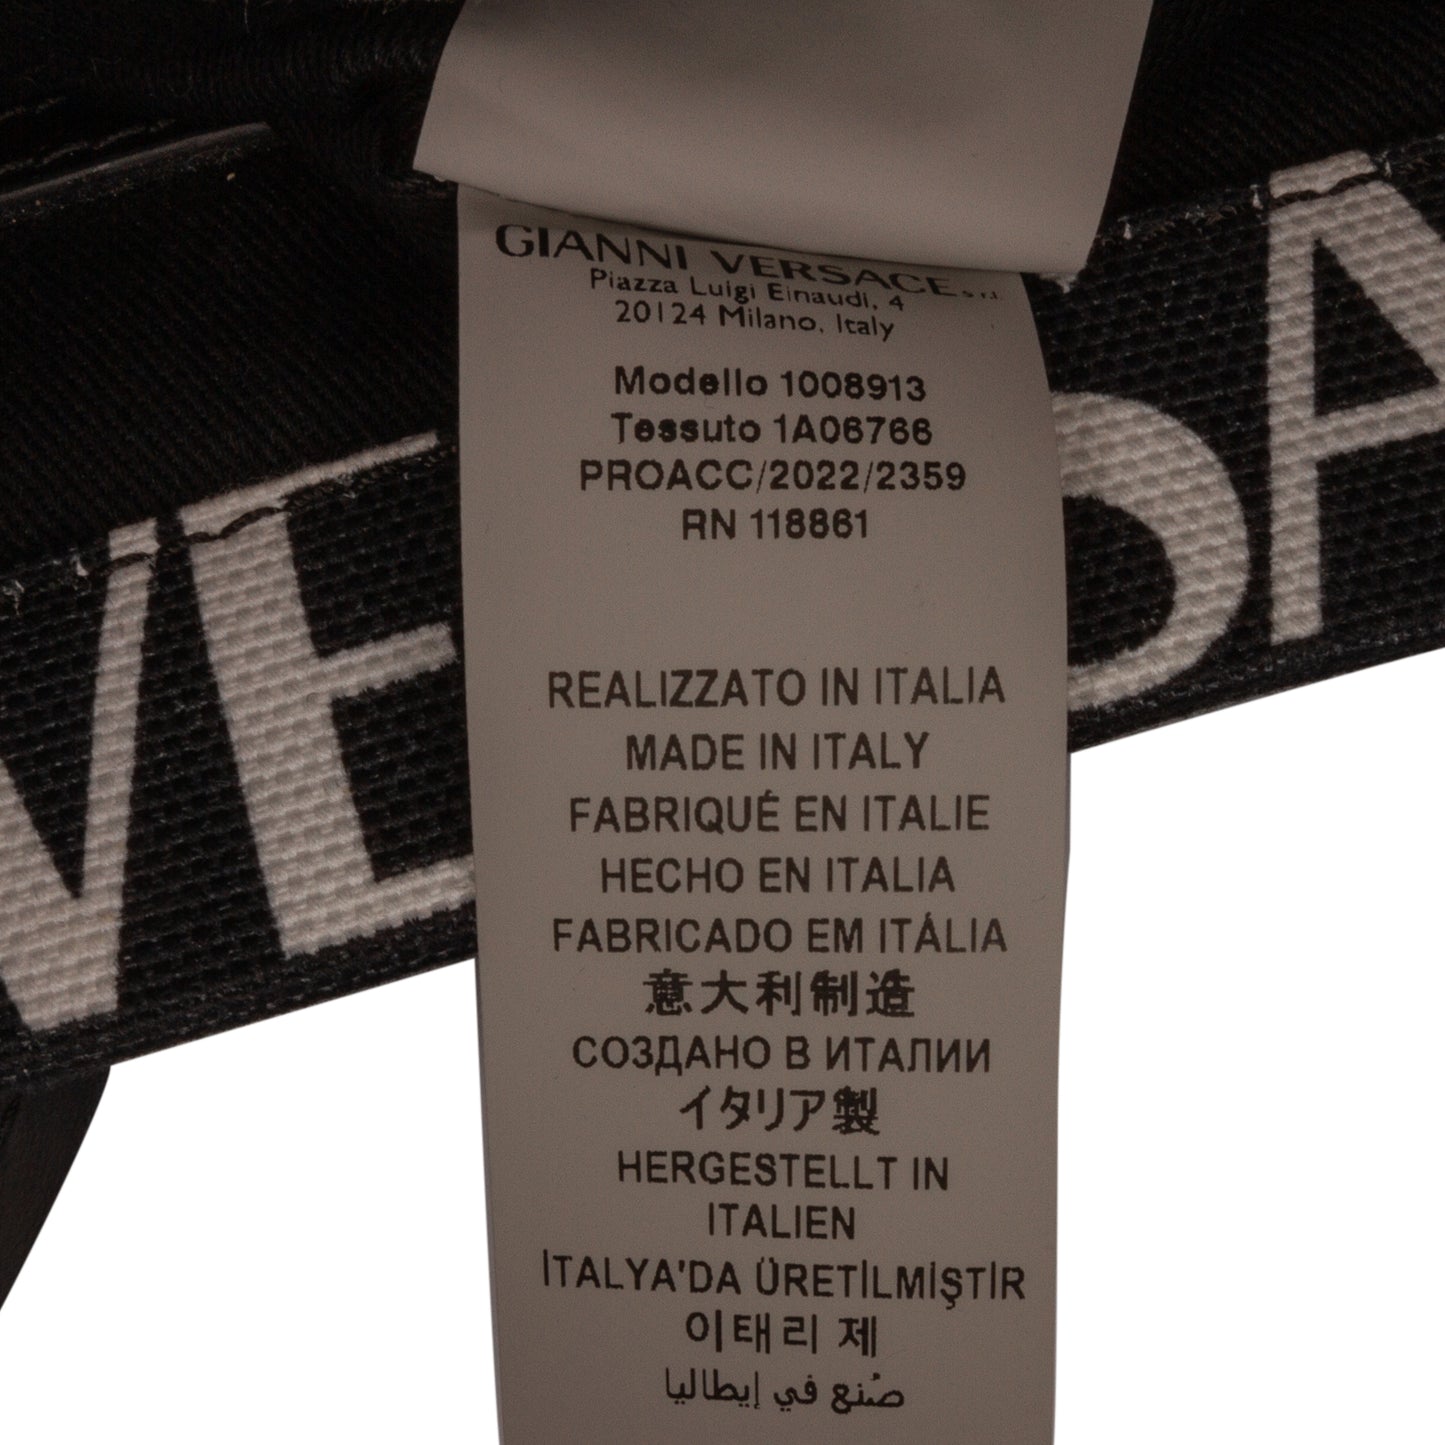 GIANNI VERSACE s.r.l.
Piazza Luigi Einaudi, 4
20124 Milano, Italy
Modello 1008913
Tessuto 1A06766
PROACC/2022/2359
RN 118861
REALIZZATO IN ITALIA
MADE IN ITALY
FABRIQUÉ EN ITALIE
HECHO EN ITALIA
FABRICADO EM ITÁLIA
意大利制造
СОЗДАНО В ИТАЛИИ
イタリア製
HERGESTELLT IN
ITALIEN
İTALYA'DA ÜRETİLMİŞTİR
이태리 제
صُنع في إيطاليا